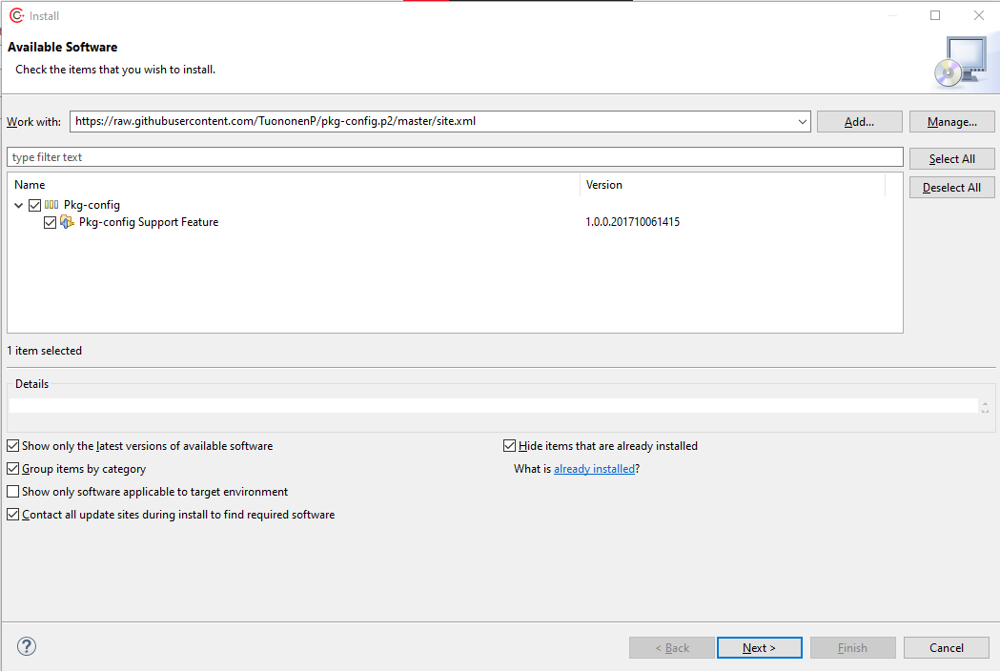 Install
Available Software
Check the items that you wish to install.
Work with: https://raw.githubusercontent.com/TuononenP/pkg-config.p2/master/site.xml Add... Manage...
type filter text Select All
Deselect All
Name Version
Pkg-config
Pkg-config Support Feature 1.0.0.201710061415
1 item selected
Details
Show only the latest versions of available software Hide items that are already installed
Group items by category What is already installed?
Show only software applicable to target environment
Contact all update sites during install to find required software
? < Back Next > Finish Cancel